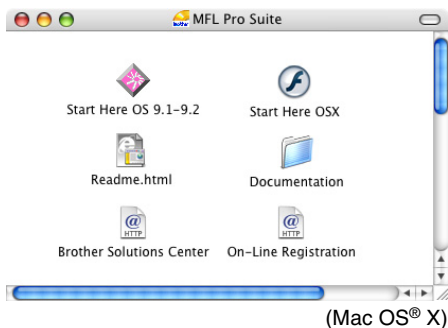 MFL Pro Suite
Start Here OS 9.1-9.2 Start Here OSX
Readme.html Documentation
@ @
HTTP HTTP
Brother Solutions Center On-Line Registration
(Mac OS® X)